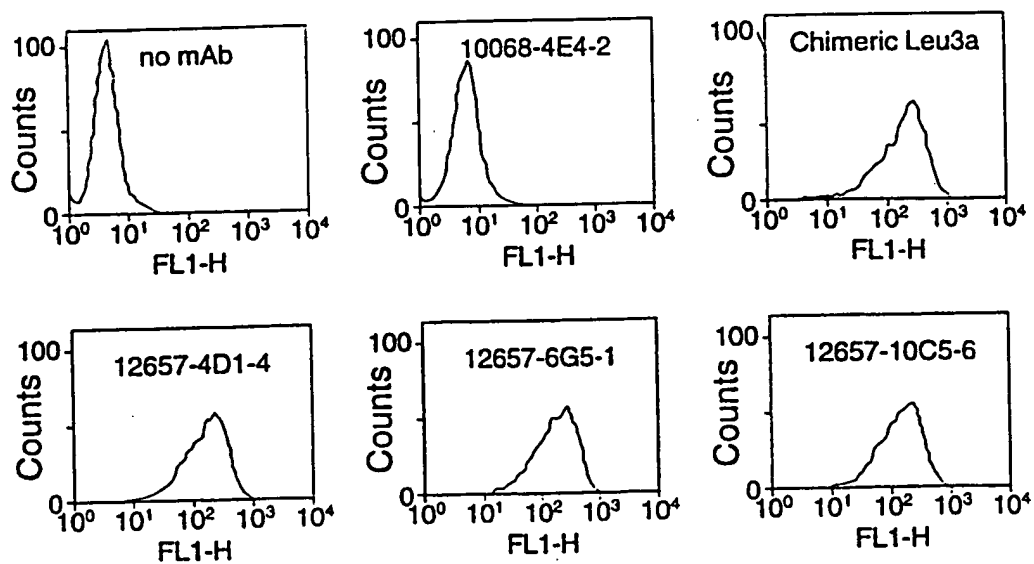 no mAb
Counts
100
0
10⁰ 10¹ 10² 10³ 10⁴
FL1-H
10068-4E4-2
Counts
100
0
10⁰ 10¹ 10² 10³ 10⁴
FL1-H
Chimeric Leu3a
Counts
100
0
10⁰ 10¹ 10² 10³ 10⁴
FL1-H
12657-4D1-4
Counts
100
0
10⁰ 10¹ 10² 10³ 10⁴
FL1-H
12657-6G5-1
Counts
100
0
10⁰ 10¹ 10² 10³ 10⁴
FL1-H
12657-10C5-6
Counts
100
0
10⁰ 10¹ 10² 10³ 10⁴
FL1-H